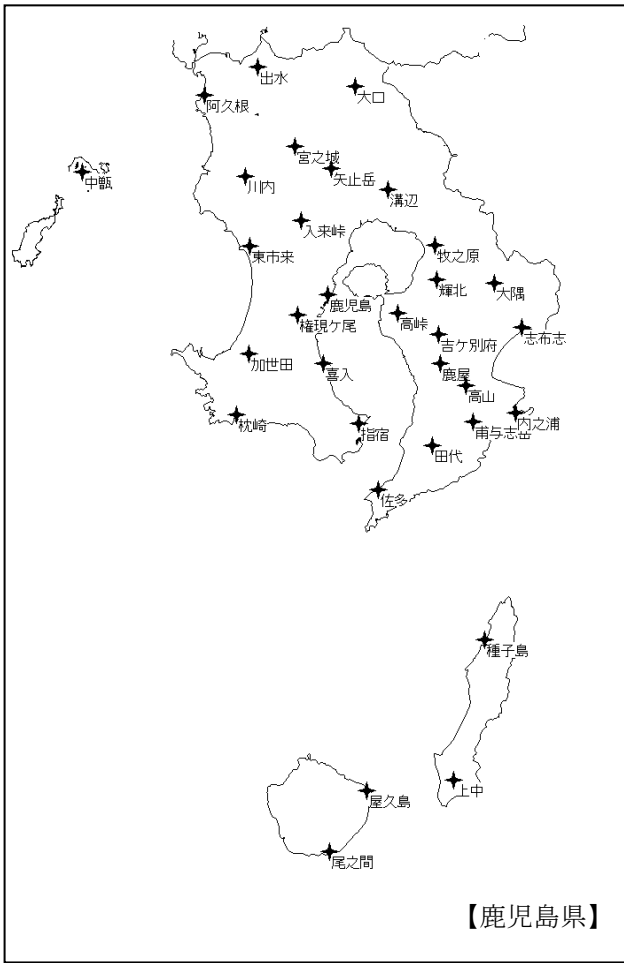 出水
大口
阿久根
宮之城
矢止岳
中甑
川内
溝辺
入来峠
東市来
牧之原
輝北
大隅
鹿児島
権現ケ尾
高峠
志布志
吉ケ別府
加世田
喜入
鹿屋
高山
枕崎
指宿
内之浦
甫与志岳
田代
佐多
種子島
上中
屋久島
尾之間
【鹿児島県】